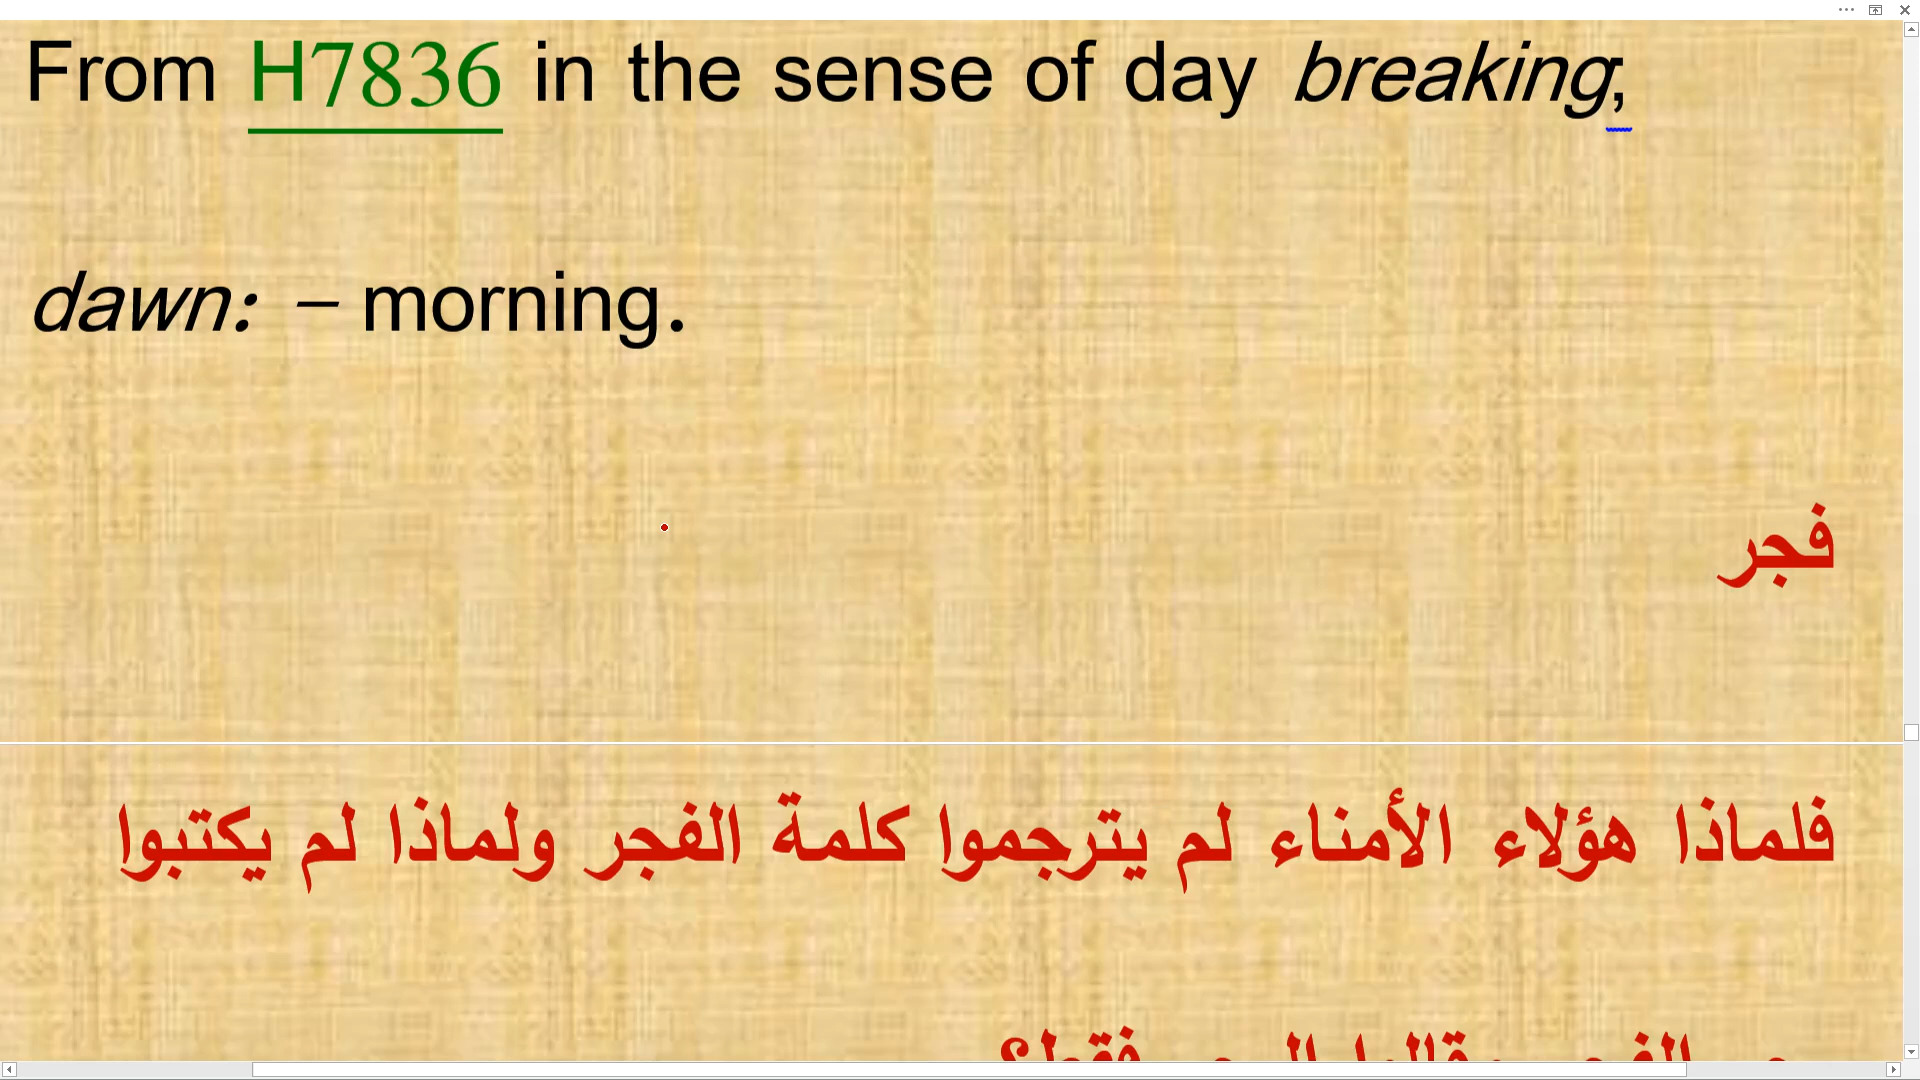 From H7836 in the sense of day breaking;
dawn: – morning.
فجر
فلماذا هؤلاء الأمناء لم يترجموا كلمة الفجر ولماذا لم يكتبوا
فقط؟